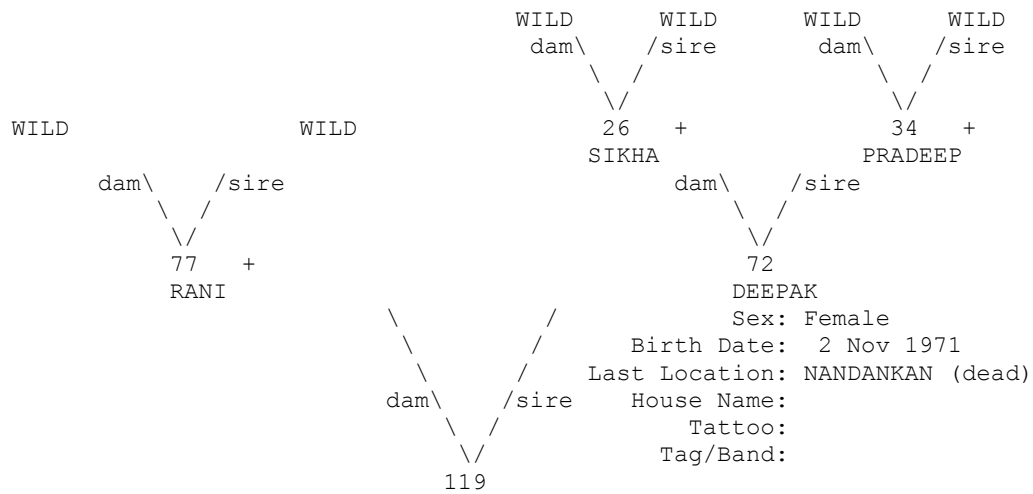 WILD WILD WILD WILD
dam\ /sire dam\ /sire
\ / \ /
\/ \/
WILD WILD 26 + 34 +
SIKHA PRADEEP
dam\ /sire dam\ /sire
\ / \ /
\/ \/
77 + 72
RANI DEEPAK
\ / Sex: Female
\ / Birth Date: 2 Nov 1971
\ / Last Location: NANDANKAN (dead)
dam\ /sire House Name:
\ / Tattoo:
\/ Tag/Band:
119